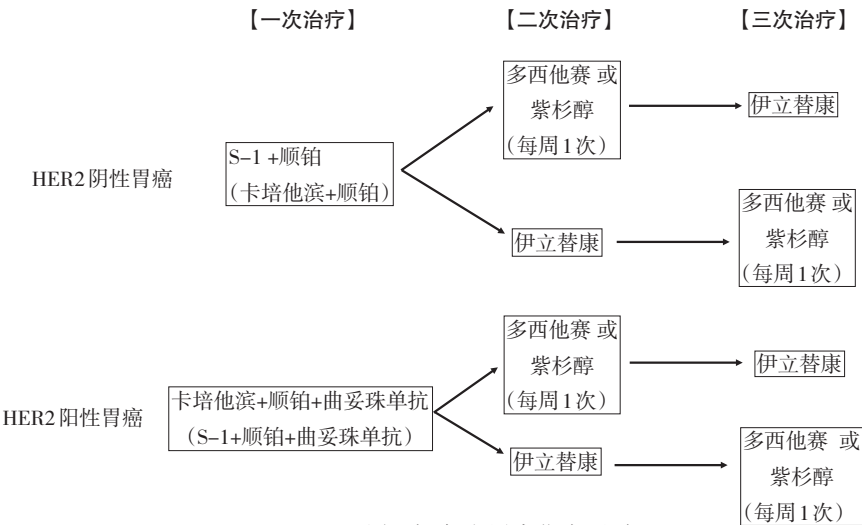 【一次治疗】 【二次治疗】 【三次治疗】
HER2阴性胃癌
S-1 +顺铂
(卡培他滨+顺铂)
多西他赛 或
紫杉醇
(每周1次)
伊立替康
伊立替康
多西他赛 或
紫杉醇
(每周1次)
HER2阳性胃癌
卡培他滨+顺铂+曲妥珠单抗
(S-1+顺铂+曲妥珠单抗)
多西他赛 或
紫杉醇
(每周1次)
伊立替康
伊立替康
多西他赛 或
紫杉醇
(每周1次)